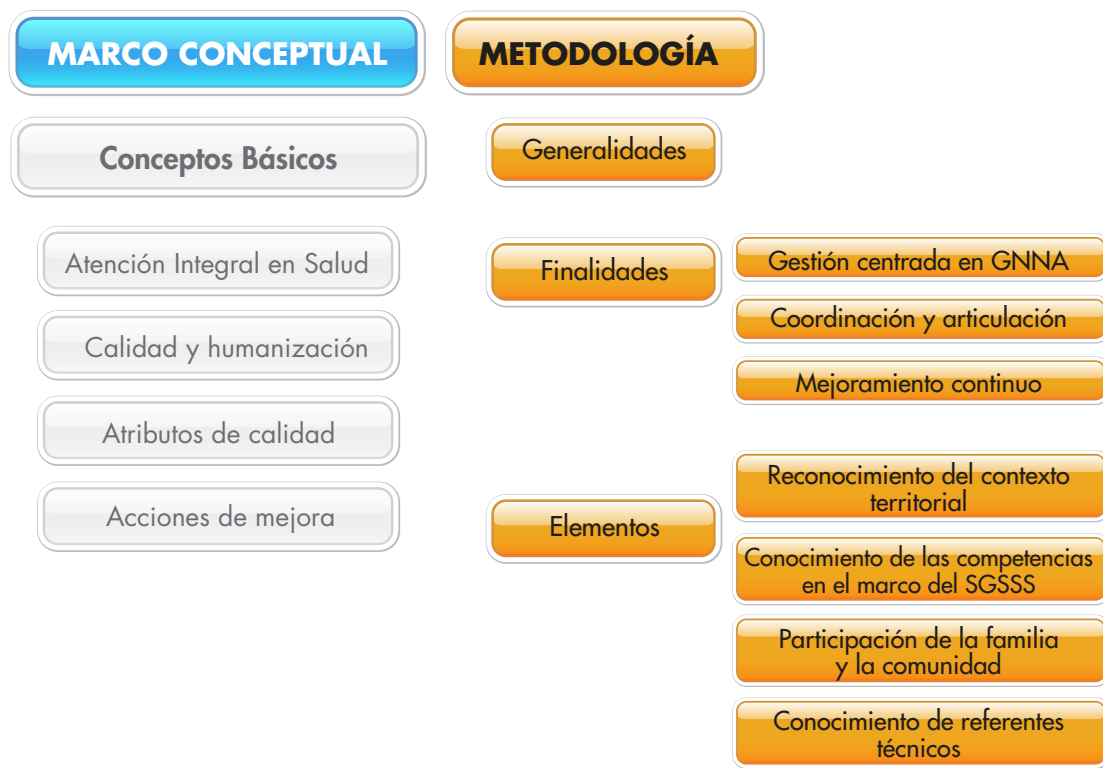 MARCO CONCEPTUAL
Conceptos Básicos
Atención Integral en Salud
Calidad y humanización
Atributos de calidad
Acciones de mejora
METODOLOGÍA
Generalidades
Finalidades
Gestión centrada en GNNA
Coordinación y articulación
Mejoramiento continuo
Elementos
Reconocimiento del contexto
territorial
Conocimiento de las competencias
en el marco del SGSSS
Participación de la familia
y la comunidad
Conocimiento de referentes
técnicos